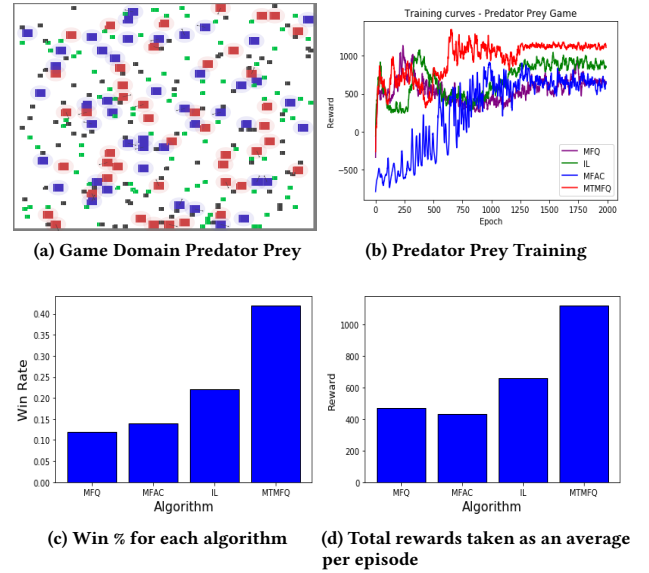 Training curves - Predator Prey Game
1000
500
0
−500
Reward
MFQ
IL
MFAC
MTMFQ
0 250 500 750 1000 1250 1500 1750 2000
Epoch
(a) Game Domain Predator Prey
(b) Predator Prey Training
0.40
0.35
0.30
0.25
0.20
0.15
0.10
0.05
0.00
Win Rate
MFQ MFAC IL MTMFQ
Algorithm
1000
800
600
400
200
0
Reward
MFQ MFAC IL MTMFQ
Algorithm
(c) Win % for each algorithm
(d) Total rewards taken as an average
per episode